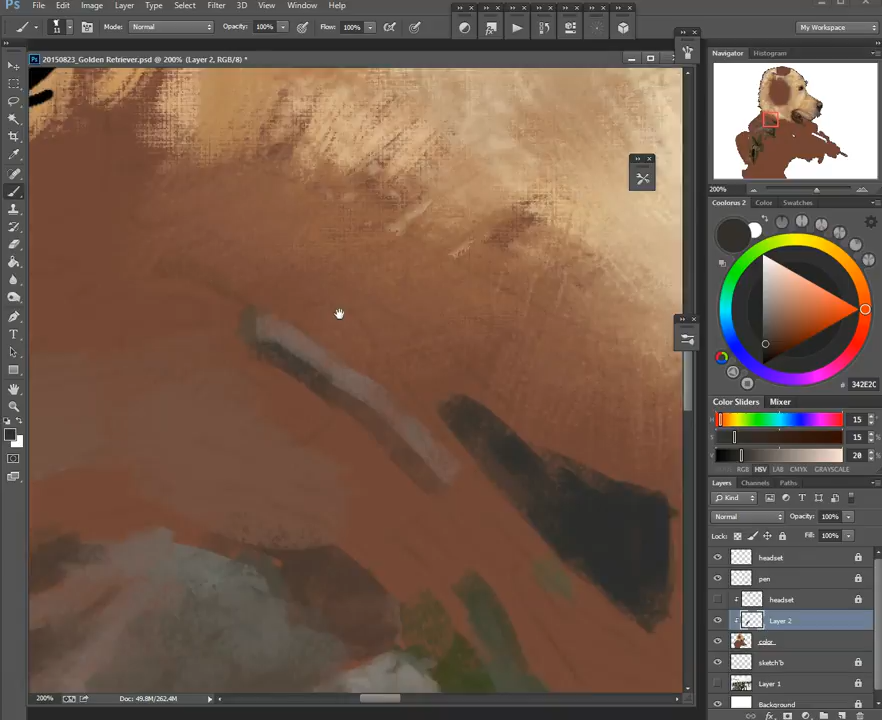 Ps File Edit Image Layer Type Select Filter 3D View Window Help
11 Mode: Normal Opacity: 100% Flow: 100% My Workspace
20150823_Golden Retriever.psd @ 200% (Layer 2, RGB/8) *
Navigator Histogram
200%
Coolorus 2 Color Swatches
# 342E2C
Color Sliders Mixer
H 15 °
S 15 %
V 20 %
RGB HSV LAB CMYK GRAYSCALE
Layers Channels Paths
Kind
Normal Opacity: 100%
Lock: Fill: 100%
headset
pen
headset
Layer 2
color
sketch'b
Layer 1
Background
200% Doc: 49.8M/262.4M